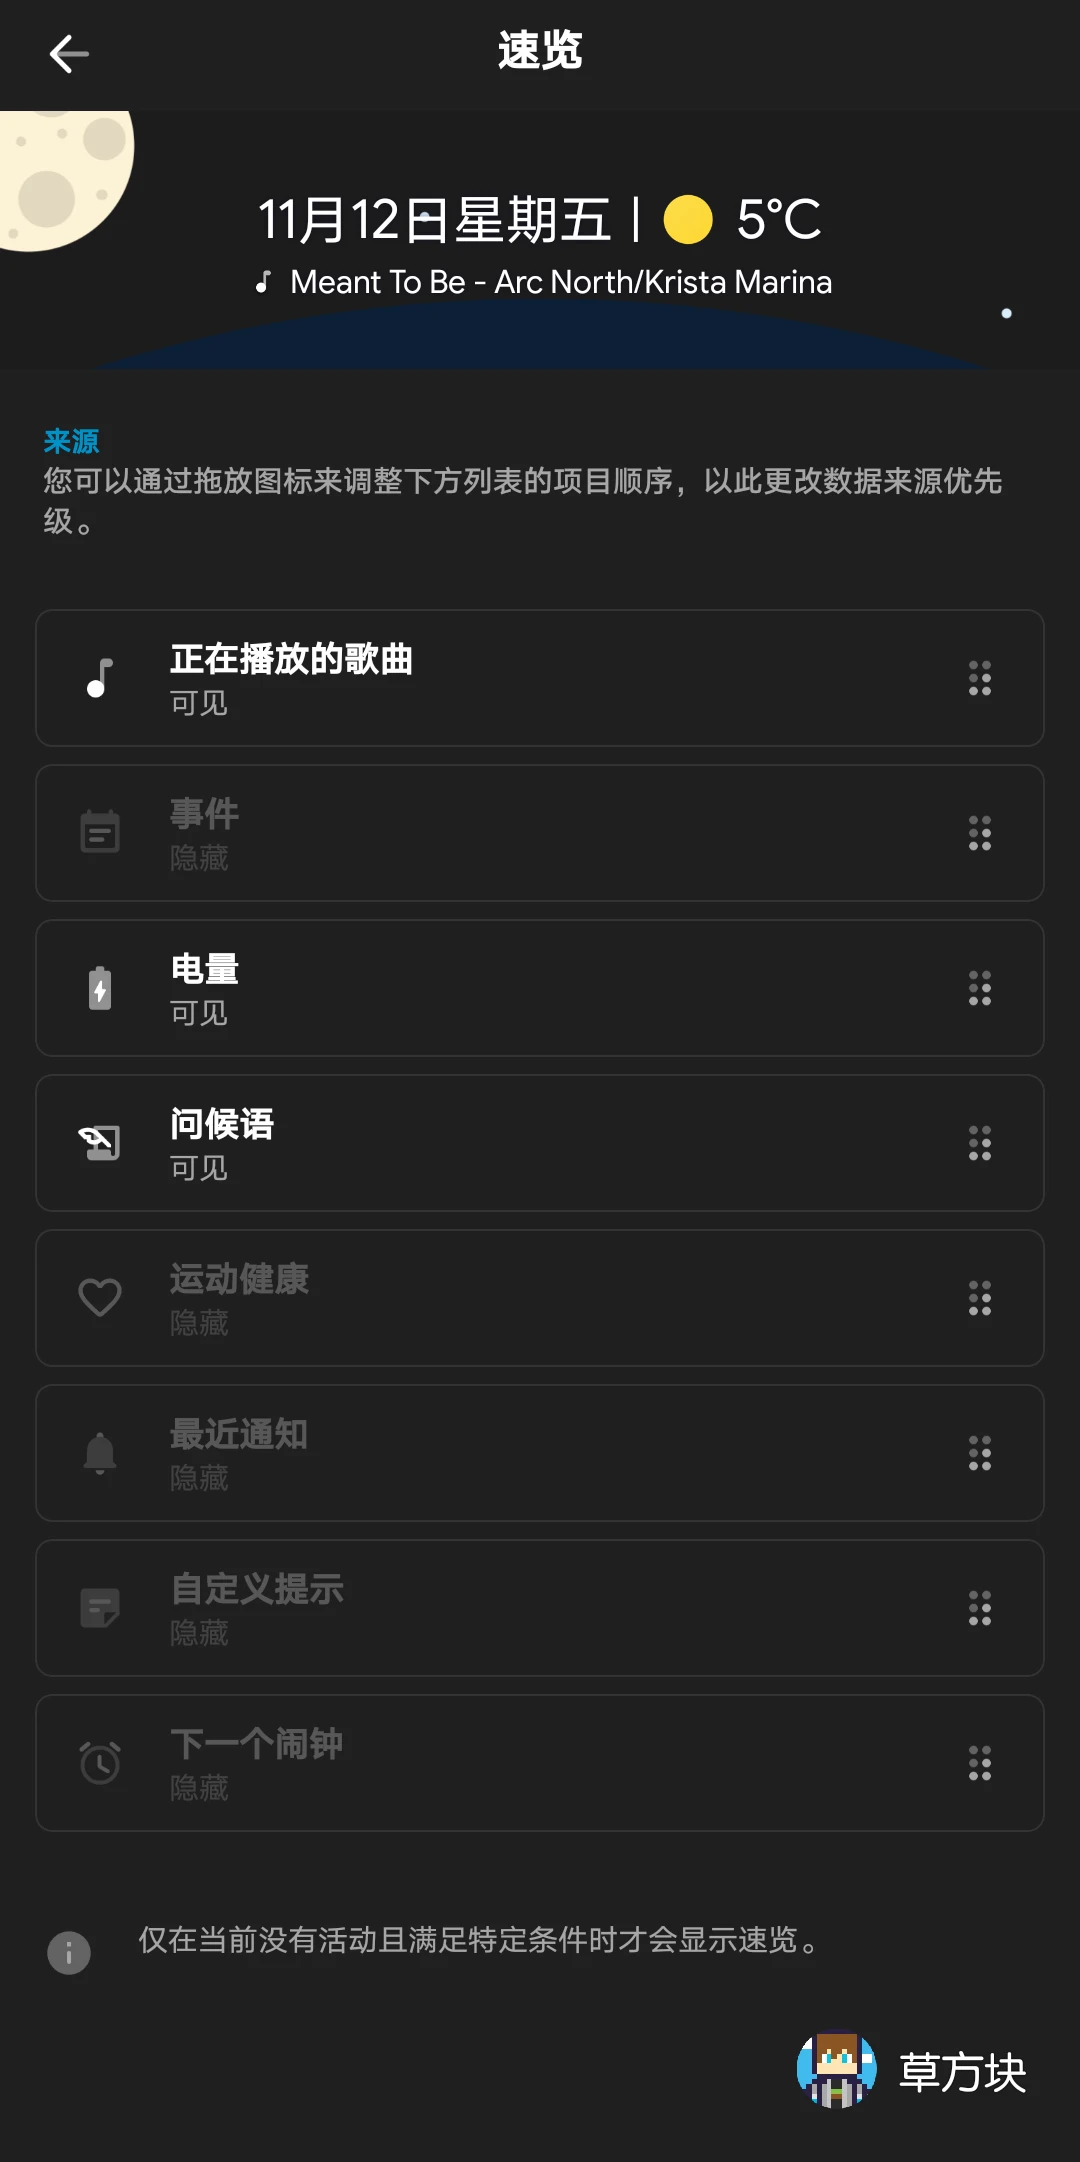 速览
11月12日星期五 | 5°C
Meant To Be - Arc North/Krista Marina
来源
您可以通过拖放图标来调整下方列表的项目顺序，以此更改数据来源优先
级。
正在播放的歌曲
可见
事件
隐藏
电量
可见
问候语
可见
运动健康
隐藏
最近通知
隐藏
自定义提示
隐藏
下一个闹钟
隐藏
仅在当前没有活动且满足特定条件时才会显示速览。
草方块